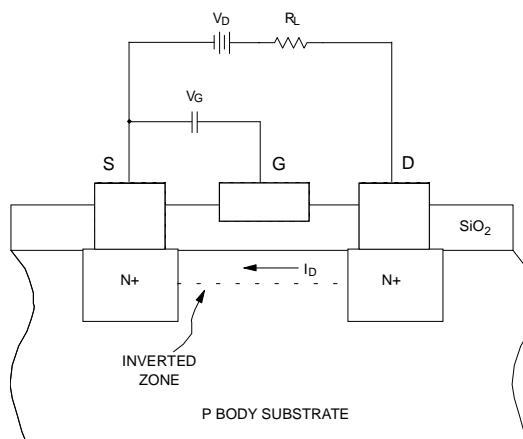 VD
RL
VG
S
G
D
SiO2
N+
ID
N+
INVERTED
ZONE
P BODY SUBSTRATE